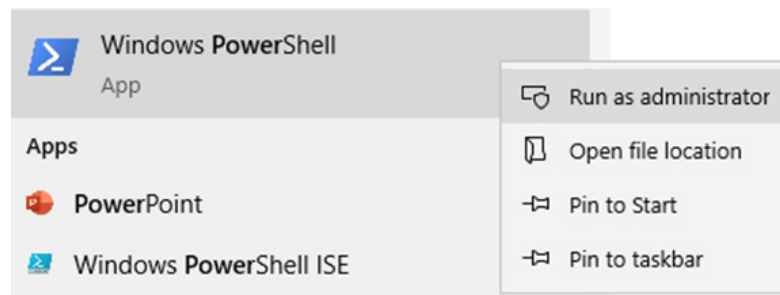 Windows PowerShell
App
Apps
PowerPoint
Windows PowerShell ISE
Run as administrator
Open file location
Pin to Start
Pin to taskbar